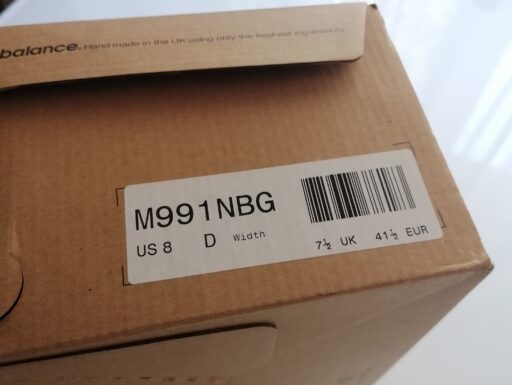 balance. Hand made in the UK using only the freshest ingredients
M991NBG
US 8 D Width 7½ UK 41½ EUR